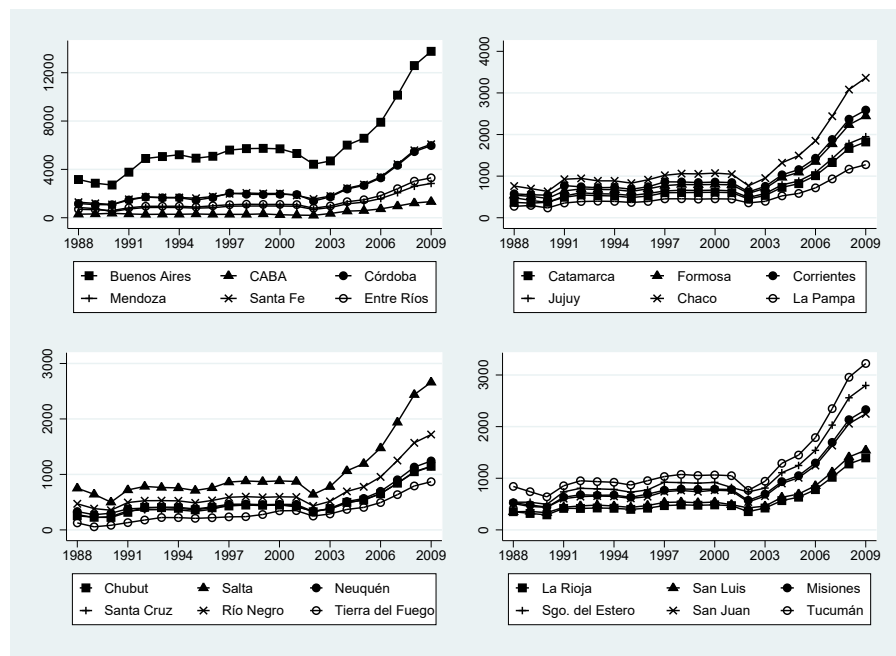 12000
8000
4000
0
1988 1991 1994 1997 2000 2003 2006 2009
Buenos Aires CABA Córdoba
Mendoza Santa Fe Entre Ríos
4000
3000
2000
1000
0
1988 1991 1994 1997 2000 2003 2006 2009
Catamarca Formosa Corrientes
Jujuy Chaco La Pampa
3000
2000
1000
0
1988 1991 1994 1997 2000 2003 2006 2009
Chubut Salta Neuquén
Santa Cruz Río Negro Tierra del Fuego
3000
2000
1000
0
1988 1991 1994 1997 2000 2003 2006 2009
La Rioja San Luis Misiones
Sgo. del Estero San Juan Tucumán